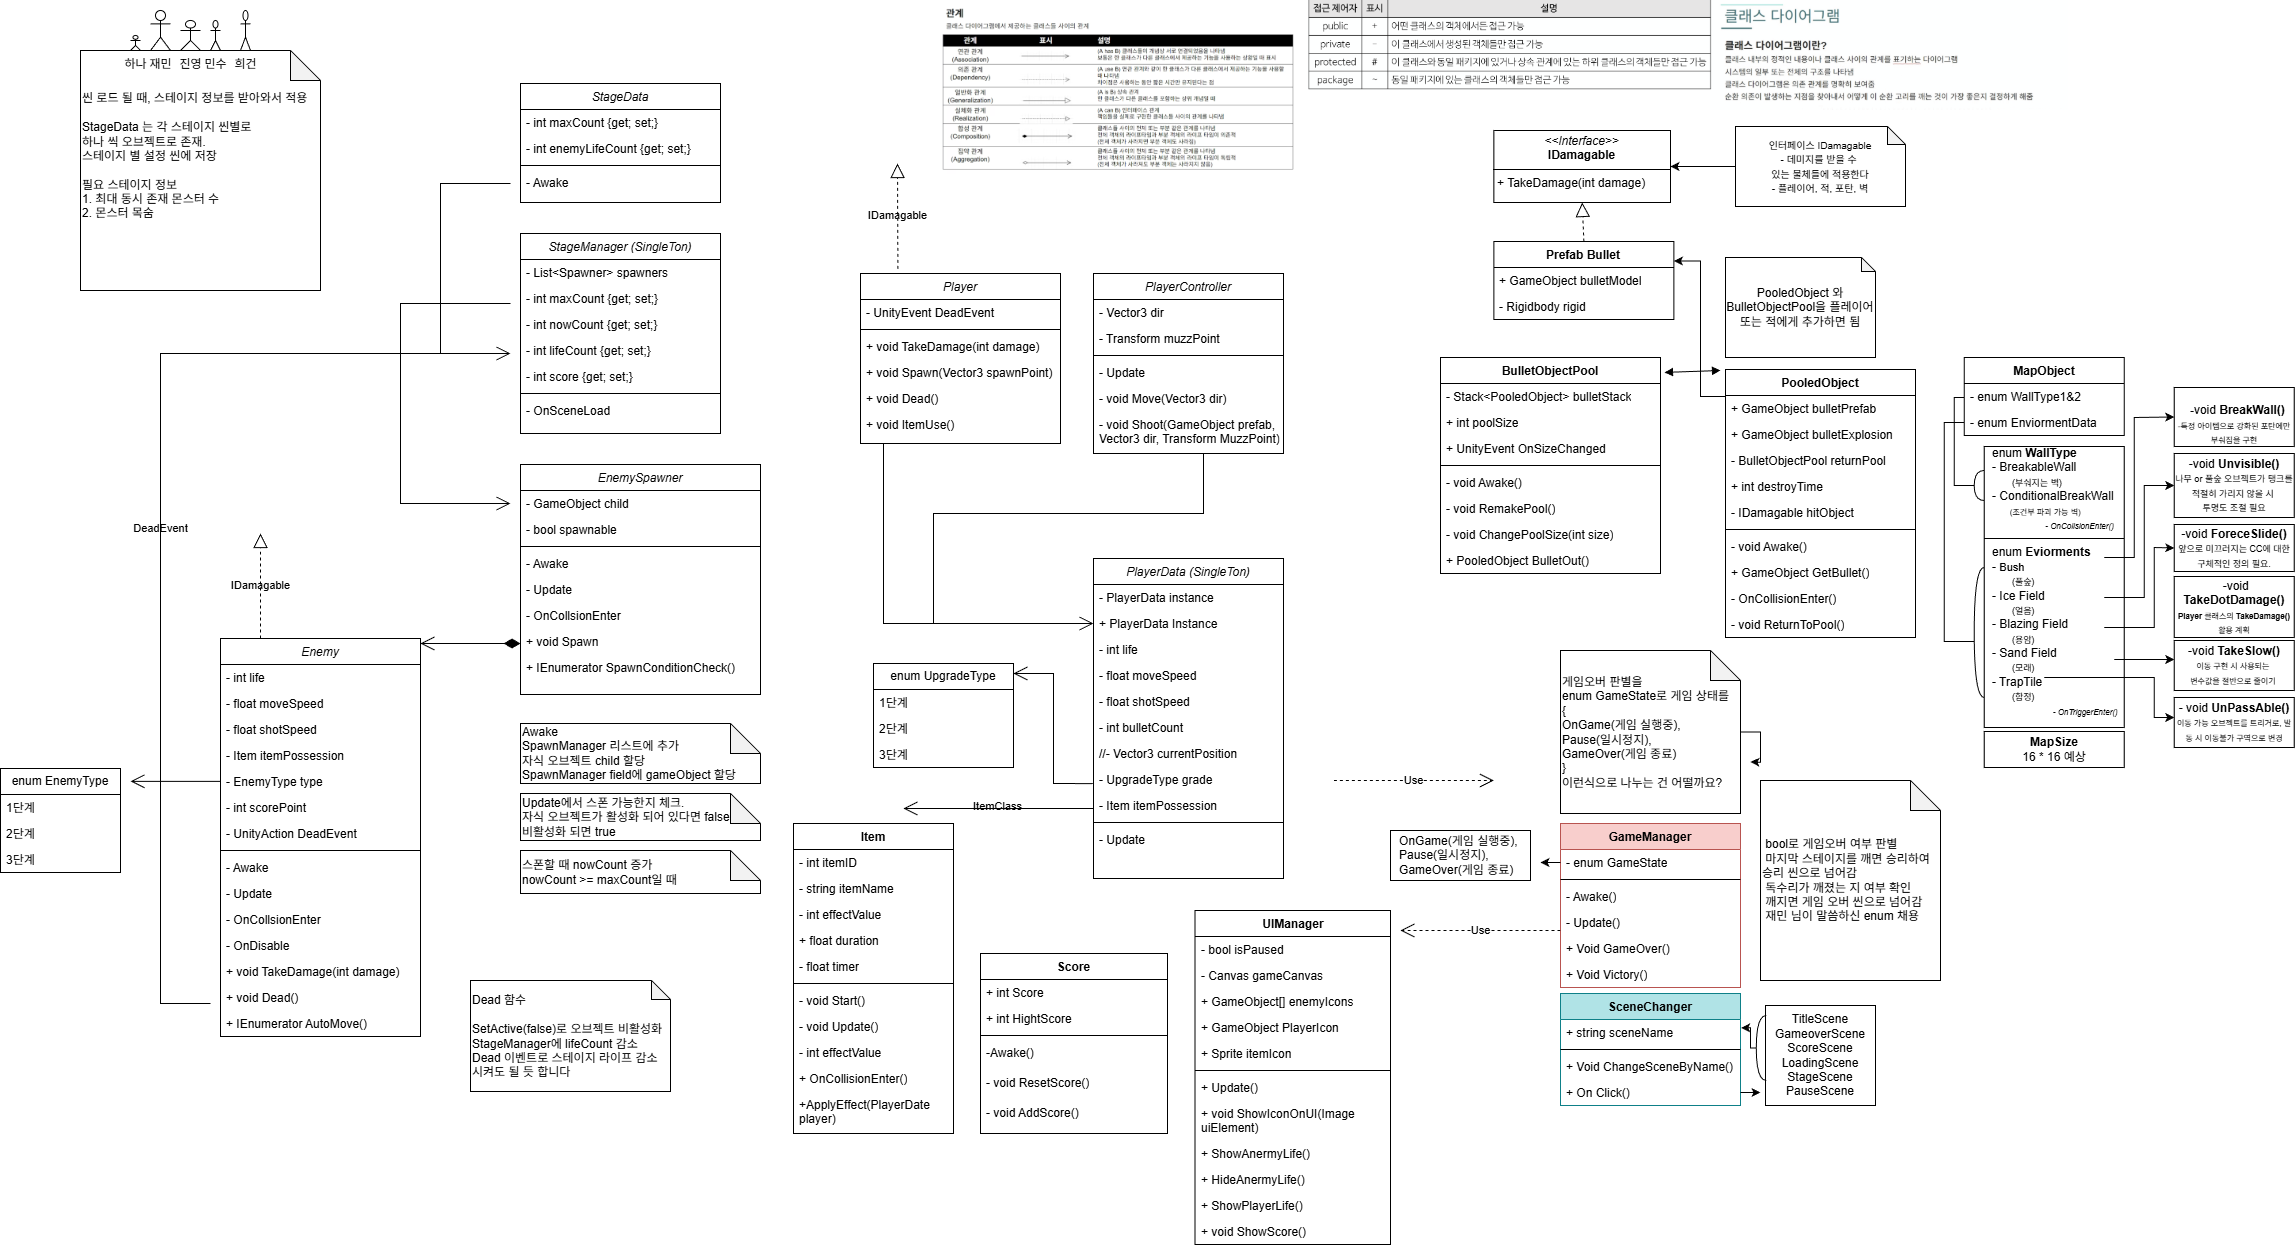 하나 재민 진영 민수 희건
씬 로드 될 때, 스테이지 정보를 받아와서 적용
StageData 는 각 스테이지 씬별로
하나 씩 오브젝트로 존재.
스테이지 별 설정 씬에 저장
필요 스테이지 정보
1. 최대 동시 존재 몬스터 수
2. 몬스터 목숨
StageData
- int maxCount {get; set;}
- int enemyLifeCount {get; set;}
- Awake
StageManager (SingleTon)
- List<Spawner> spawners
- int maxCount {get; set;}
- int nowCount {get; set;}
- int lifeCount {get; set;}
- int score {get; set;}
- OnSceneLoad
EnemySpawner
- GameObject child
- bool spawnable
- Awake
- Update
- OnCollsionEnter
+ void Spawn
+ IEnumerator SpawnConditionCheck()
DeadEvent
IDamagable
Enemy
- int life
- float moveSpeed
- float shotSpeed
- Item itemPossession
- EnemyType type
- int scorePoint
- UnityAction DeadEvent
- Awake
- Update
- OnCollsionEnter
- OnDisable
+ void TakeDamage(int damage)
+ void Dead()
+ IEnumerator AutoMove()
enum EnemyType
1단계
2단계
3단계
Awake
SpawnManager 리스트에 추가
자식 오브젝트 child 할당
SpawnManager field에 gameObject 할당
Update에서 스폰 가능한지 체크.
자식 오브젝트가 활성화 되어 있다면 false
비활성화 되면 true
스폰할 때 nowCount 증가
nowCount >= maxCount일 때
Dead 함수
SetActive(false)로 오브젝트 비활성화
StageManager에 lifeCount 감소
Dead 이벤트로 스테이지 라이프 감소
시켜도 될 듯 합니다
관계
클래스 다이어그램에서 제공하는 클래스들 사이의 관계
관계 표시 설명
연관 관계
(Association)
의존 관계
(Dependency)
일반화 관계
(Generalization)
(A is B) 상속 관계
실체화 관계
(Realization)
(A can B) 인터페이스 관계
합성 관계
(Composition)
집약 관계
(Aggregation)
접근 제어자 표시 설명
public + 어떤 클래스의 객체에서든 접근 가능
private - 이 클래스에서 생성된 객체들만 접근 가능
protected # 이 클래스와 동일 패키지에 있거나 상속 관계에 있는 하위 클래스의 객체들만 접근 가능
package ~ 동일 패키지에 있는 클래스의 객체들만 접근 가능
클래스 다이어그램
클래스 다이어그램이란?
클래스 내부의 정적인 내용이나 클래스 사이의 관계를 표기하는 다이어그램
시스템의 일부 또는 전체의 구조를 나타냄
클래스 다이어그램은 의존 관계를 명확히 보여줌
순환 의존이 발생하는 지점을 찾아내서 어떻게 이 순환 고리를 깨는 것이 가장 좋은지 결정하게 해줌
IDamagable
Player
- UnityEvent DeadEvent
+ void TakeDamage(int damage)
+ void Spawn(Vector3 spawnPoint)
+ void Dead()
+ void ItemUse()
PlayerController
- Vector3 dir
- Transform muzzPoint
- Update
- void Move(Vector3 dir)
- void Shoot(GameObject prefab,
Vector3 dir, Transform MuzzPoint)
PlayerData (SingleTon)
- PlayerData instance
+ PlayerData Instance
- int life
- float moveSpeed
- float shotSpeed
- int bulletCount
//- Vector3 currentPosition
- UpgradeType grade
- Item itemPossession
- Update
enum UpgradeType
1단계
2단계
3단계
ItemClass
Item
- int itemID
- string itemName
- int effectValue
+ float duration
- float timer
- void Start()
- void Update()
- int effectValue
+ OnCollisionEnter()
+ApplyEffect(PlayerDate
player)
Score
+ int Score
+ int HightScore
-Awake()
- void ResetScore()
- void AddScore()
UIManager
- bool isPaused
- Canvas gameCanvas
+ GameObject[] enemyIcons
+ GameObject PlayerIcon
+ Sprite itemIcon
+ Update()
+ void ShowIconOnUI(Image
uiElement)
+ ShowAnermyLife()
+ HideAnermyLife()
+ ShowPlayerLife()
+ void ShowScore()
<<Interface>>
IDamagable
+ TakeDamage(int damage)
인터페이스 IDamagable
- 데미지를 받을 수
있는 물체들에 적용한다
- 플레이어, 적, 포탄, 벽
Prefab Bullet
+ GameObject bulletModel
- Rigidbody rigid
PooledObject 와
BulletObjectPool을 플레이어
또는 적에게 추가하면 됨
BulletObjectPool
- Stack<PooledObject> bulletStack
+ int poolSize
+ UnityEvent OnSizeChanged
- void Awake()
- void RemakePool()
- void ChangePoolSize(int size)
+ PooledObject BulletOut()
PooledObject
+ GameObject bulletPrefab
+ GameObject bulletExplosion
- BulletObjectPool returnPool
+ int destroyTime
- IDamagable hitObject
- void Awake()
+ GameObject GetBullet()
- OnCollisionEnter()
- void ReturnToPool()
MapObject
- enum WallType1&2
- enum EnviormentData
enum WallType
- BreakableWall
(부숴지는 벽)
- ConditionalBreakWall
(조건부 파괴 가능 벽)
- OnCollisionEnter()
enum Eviorments
- Bush
(풀숲)
- Ice Field
(얼음)
- Blazing Field
(용암)
- Sand Field
(모래)
- TrapTile
(함정)
- OnTriggerEnter()
MapSize
16 * 16 예상
-void BreakWall()
-특정 아이템으로 강화된 포탄에만
부숴짐을 구현
-void Unvisible()
나무 or 풀숲 오브젝트가 탱크를
적절히 가리지 않을 시
투명도 조절 필요
-void ForeceSlide()
앞으로 미끄러지는 CC에 대한
구체적인 정의 필요.
-void
TakeDotDamage()
Player 클래스의 TakeDamage()
활용 계획
-void TakeSlow()
이동 구현 시 사용되는
변수값을 절반으로 줄이기
- void UnPassAble()
이동 가능 오브젝트를 트리거로, 발
동 시 이동불가 구역으로 변경
게임오버 판별을
enum GameState로 게임 상태를
{
OnGame(게임 실행중),
Pause(일시정지),
GameOver(게임 종료)
}
이런식으로 나누는 건 어떨까요?
Use
bool로 게임오버 여부 판별
마지막 스테이지를 깨면 승리하여
승리 씬으로 넘어감
독수리가 깨졌는 지 여부 확인
깨지면 게임 오버 씬으로 넘어감
재민 님이 말씀하신 enum 채용
OnGame(게임 실행중),
Pause(일시정지),
GameOver(게임 종료)
GameManager
- enum GameState
- Awake()
- Update()
+ Void GameOver()
+ Void Victory()
Use
SceneChanger
+ string sceneName
+ Void ChangeSceneByName()
+ On Click()
TitleScene
GameoverScene
ScoreScene
LoadingScene
StageScene
PauseScene